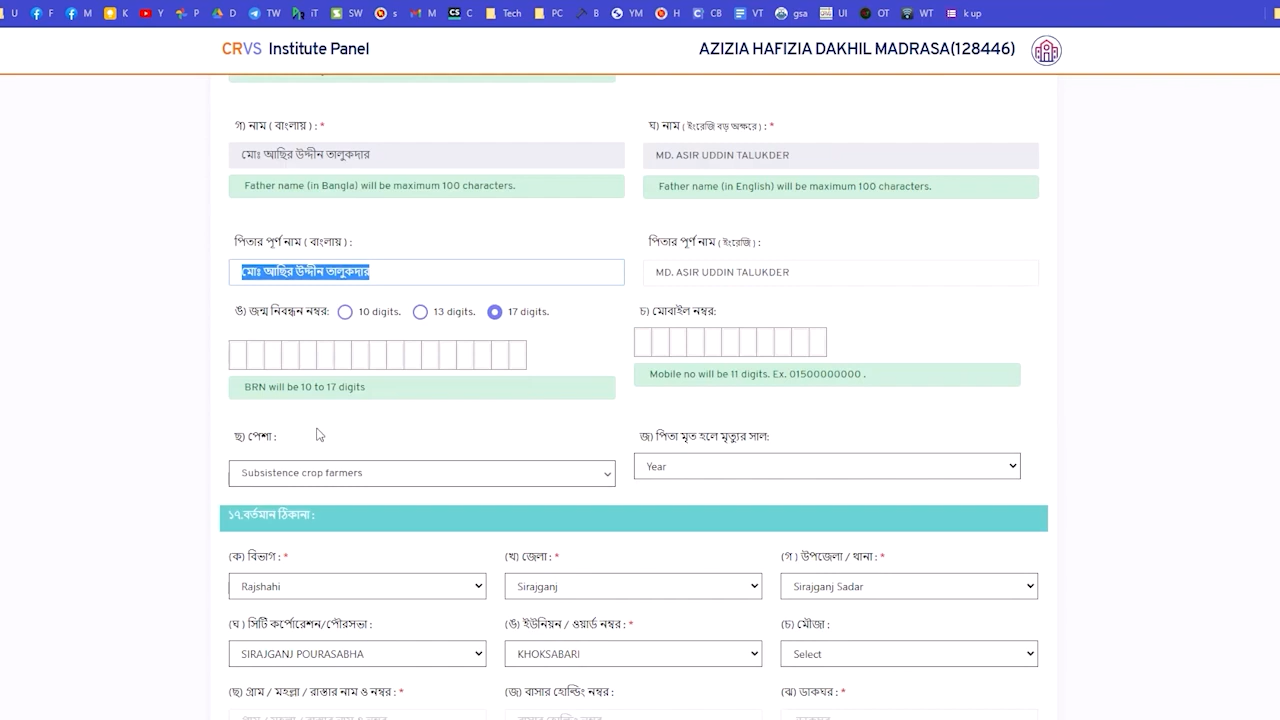 U F M K Y P D TW iT SW s M C Tech PC B YM H CB VT gsa UI OT WT k up
CRVS Institute Panel
AZIZIA HAFIZIA DAKHIL MADRASA(128446)
গ) নাম ( বাংলায় ) : *
ঘ) নাম ( ইংরেজি বড় অক্ষরে ) : *
মোঃ আছির উদ্দীন তালুকদার
MD. ASIR UDDIN TALUKDER
Father name (in Bangla) will be maximum 100 characters.
Father name (in English) will be maximum 100 characters.
পিতার পূর্ণ নাম ( বাংলায় ) :
পিতার পূর্ণ নাম ( ইংরেজি ) :
মোঃ আছির উদ্দীন তালুকদার
MD. ASIR UDDIN TALUKDER
ঙ) জন্ম নিবন্ধন নম্বর: 10 digits. 13 digits. 17 digits.
চ) মোবাইল নম্বর:
BRN will be 10 to 17 digits
Mobile no will be 11 digits. Ex. 01500000000 .
ছ) পেশা :
জ) পিতা মৃত হলে মৃত্যুর সাল:
Subsistence crop farmers
Year
১৭.বর্তমান ঠিকানা :
(ক) বিভাগ : *
(খ) জেলা : *
(গ ) উপজেলা / থানা : *
Rajshahi
Sirajganj
Sirajganj Sadar
(ঘ ) সিটি কর্পোরেশন/পৌরসভা :
(ঙ) ইউনিয়ন / ওয়ার্ড নম্বর : *
(চ) মৌজা :
SIRAJGANJ POURASABHA
KHOKSABARI
Select
(ছ) গ্রাম / মহল্লা / রাস্তার নাম ও নম্বর : *
(জ) বাসার হোল্ডিং নম্বর :
(ঝ) ডাকঘর : *
গ্রাম / মহল্লা / রাস্তার নাম ও নম্বর
বাসার হোল্ডিং নম্বর
ডাকঘর